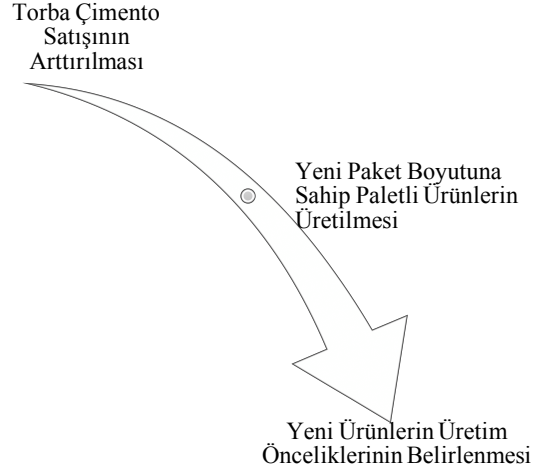 Torba Çimento
Satışının
Arttırılması
Yeni Paket Boyutuna
Sahip Paletli Ürünlerin
Üretilmesi
Yeni Ürünlerin Üretim
Önceliklerinin Belirlenmesi